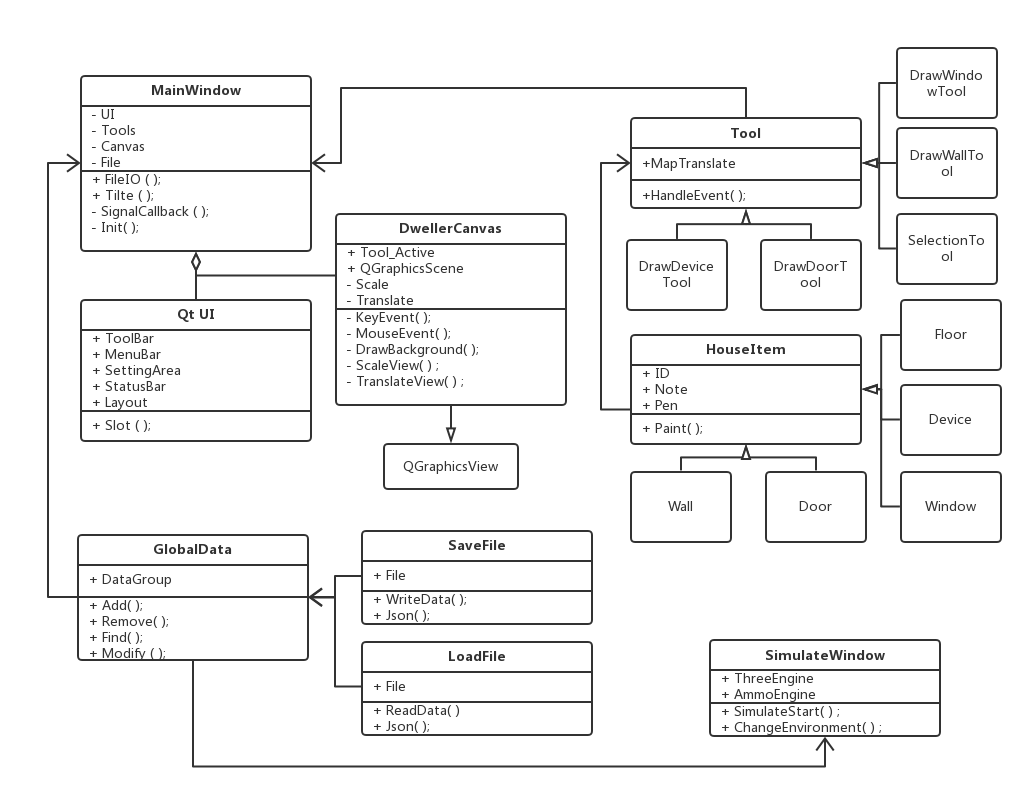 MainWindow
- UI
- Tools
- Canvas
- File
+ FileIO ( );
+ Tilte ( );
- SignalCallback ( );
- Init( );
Qt UI
+ ToolBar
+ MenuBar
+ SettingArea
+ StatusBar
+ Layout
+ Slot ( );
DwellerCanvas
+ Tool_Active
+ QGraphicsScene
- Scale
- Translate
- KeyEvent( );
- MouseEvent( );
- DrawBackground( );
- ScaleView( ) ;
- TranslateView( ) ;
QGraphicsView
Tool
+MapTranslate
+HandleEvent( );
DrawWindo
wTool
DrawWallTo
ol
SelectionTo
ol
DrawDevice
Tool
DrawDoorT
ool
HouseItem
+ ID
+ Note
+ Pen
+ Paint( );
Floor
Device
Window
Wall
Door
GlobalData
+ DataGroup
+ Add( );
+ Remove( );
+ Find( );
+ Modify ( );
SaveFile
+ File
+ WriteData( );
+ Json( );
LoadFile
+ File
+ ReadData( )
+ Json( );
SimulateWindow
+ ThreeEngine
+ AmmoEngine
+ SimulateStart( ) ;
+ ChangeEnvironment( ) ;